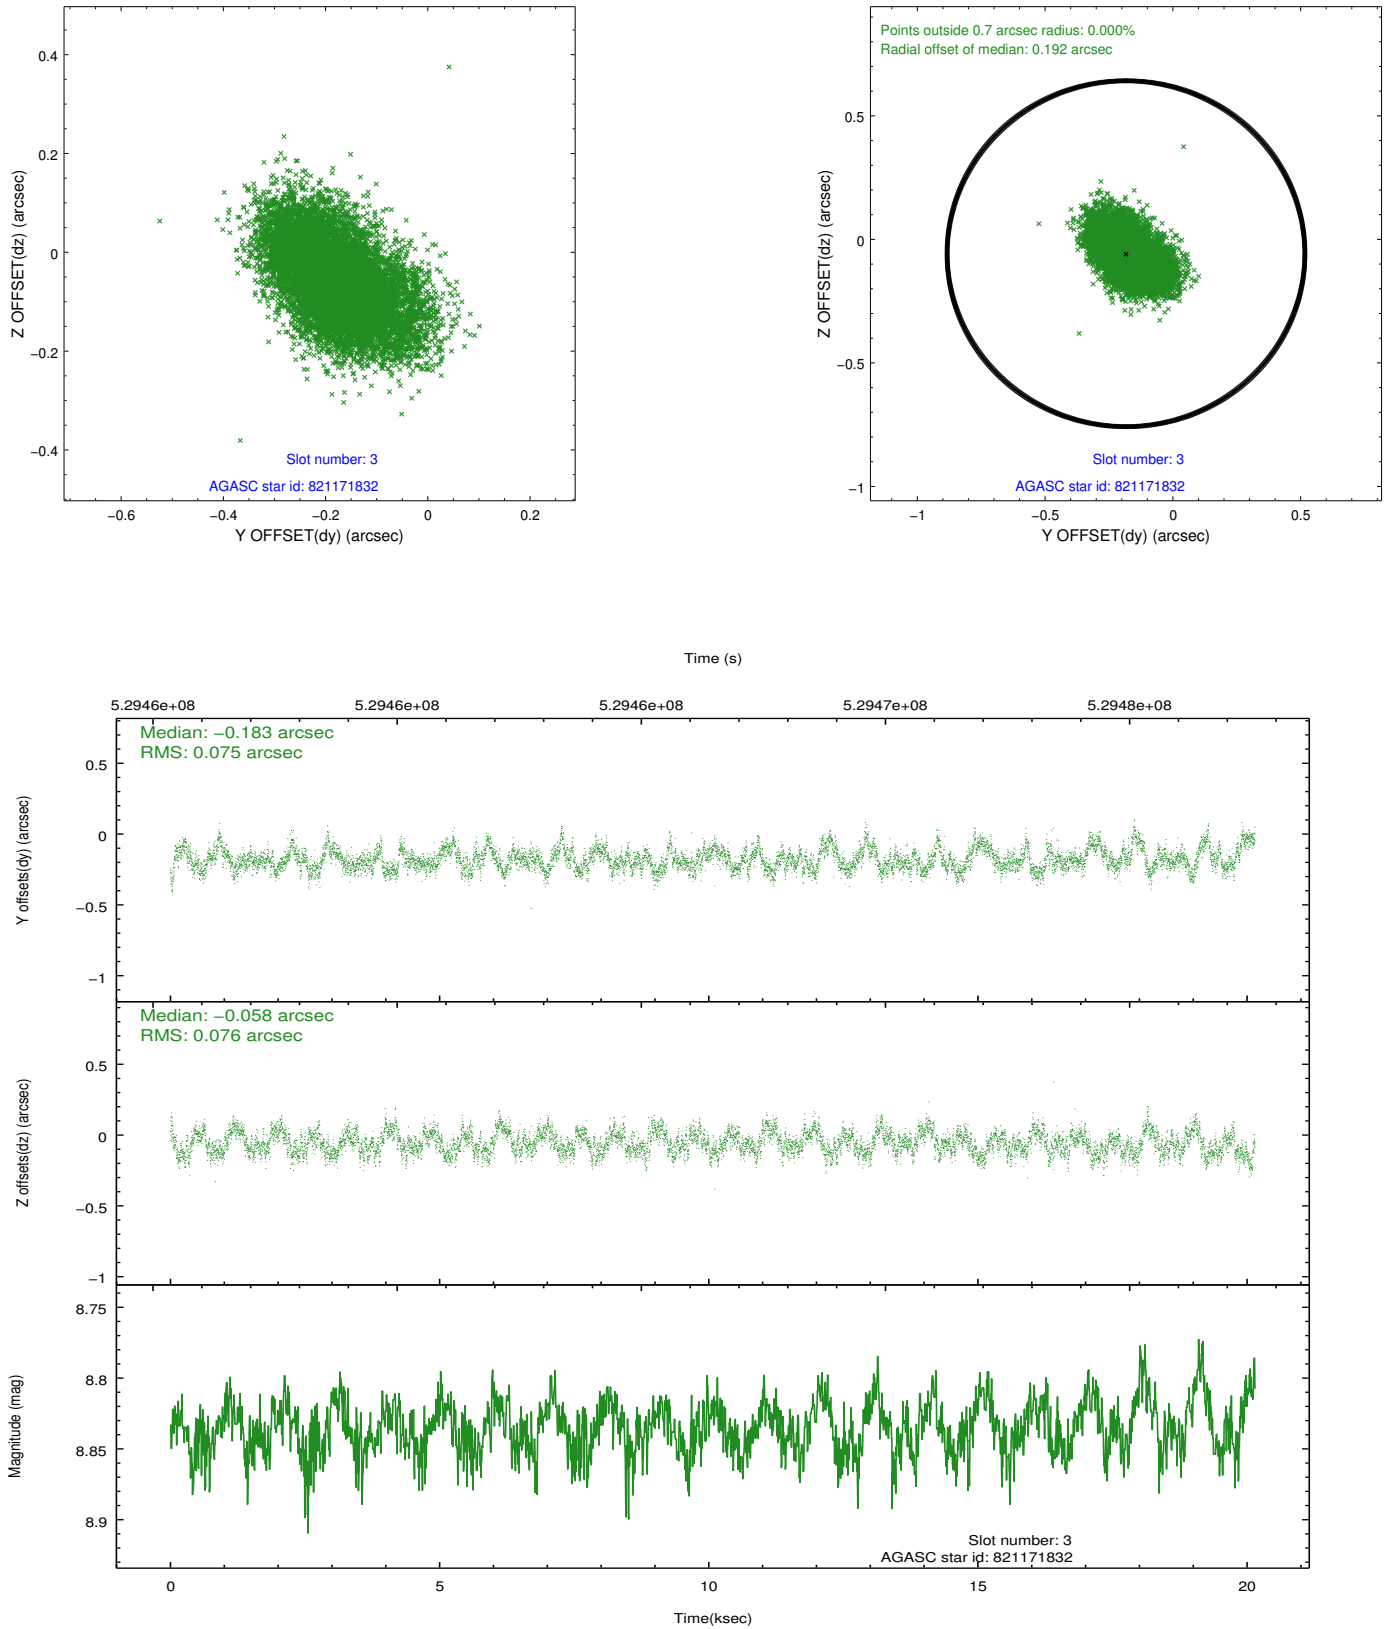 0.4
0.2
0
−0.2
−0.4
Z OFFSET(dz) (arcsec)
Slot number: 3
AGASC star id: 821171832
−0.6 −0.4 −0.2 0 0.2
Y OFFSET(dy) (arcsec)
Points outside 0.7 arcsec radius: 0.000%
Radial offset of median: 0.192 arcsec
0.5
0
−0.5
−1
Z OFFSET(dz) (arcsec)
Slot number: 3
AGASC star id: 821171832
−1 −0.5 0 0.5
Y OFFSET(dy) (arcsec)
Time (s)
5.2946e+08 5.2946e+08 5.2946e+08 5.2947e+08 5.2948e+08
Median: −0.183 arcsec
RMS: 0.075 arcsec
0.5
0
−0.5
−1
Y offsets(dy) (arcsec)
Median: −0.058 arcsec
RMS: 0.076 arcsec
0.5
0
−0.5
−1
Z offsets(dz) (arcsec)
8.75
8.8
8.85
8.9
Magnitude (mag)
Slot number: 3
AGASC star id: 821171832
0 5 10 15 20
Time(ksec)